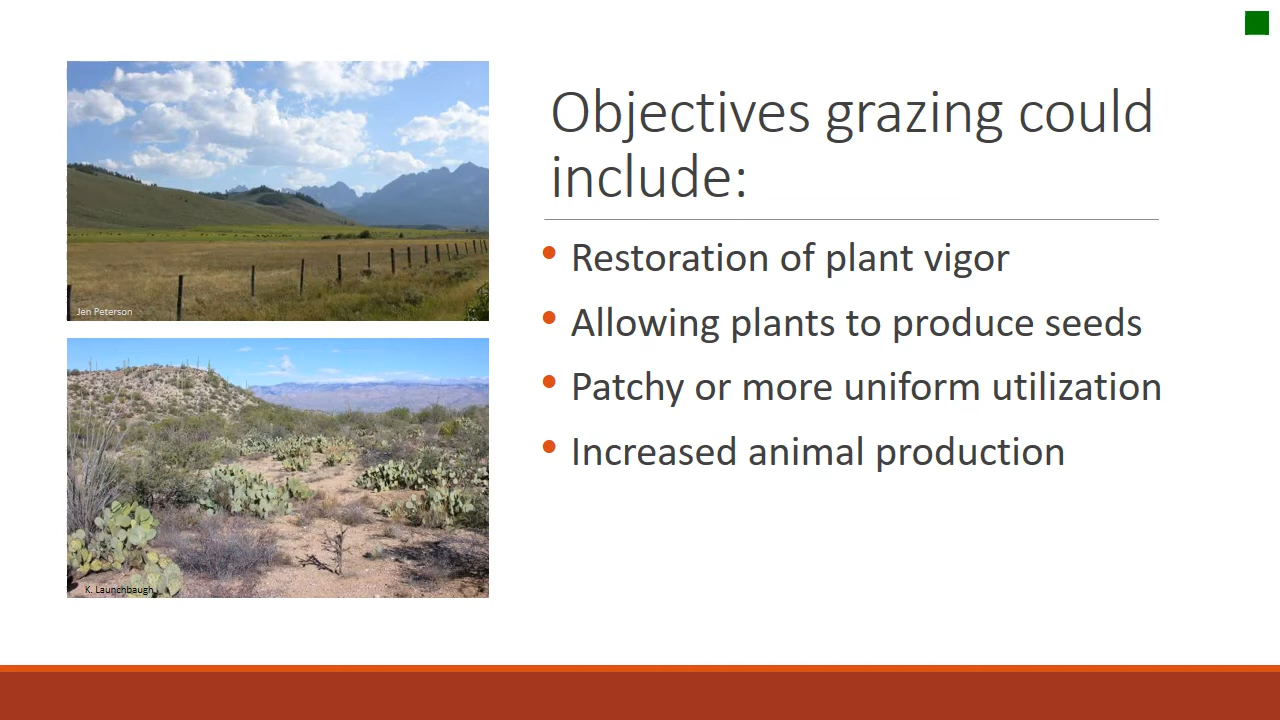 Objectives grazing could
include:
• Restoration of plant vigor
• Allowing plants to produce seeds
• Patchy or more uniform utilization
• Increased animal production
Jen Peterson
K. Launchbaugh